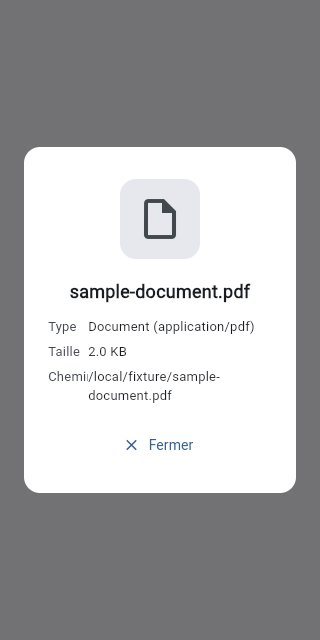 sample-document.pdf
Type Document (application/pdf)
Taille 2.0 KB
Chemi /local/fixture/sample-
document.pdf
Fermer